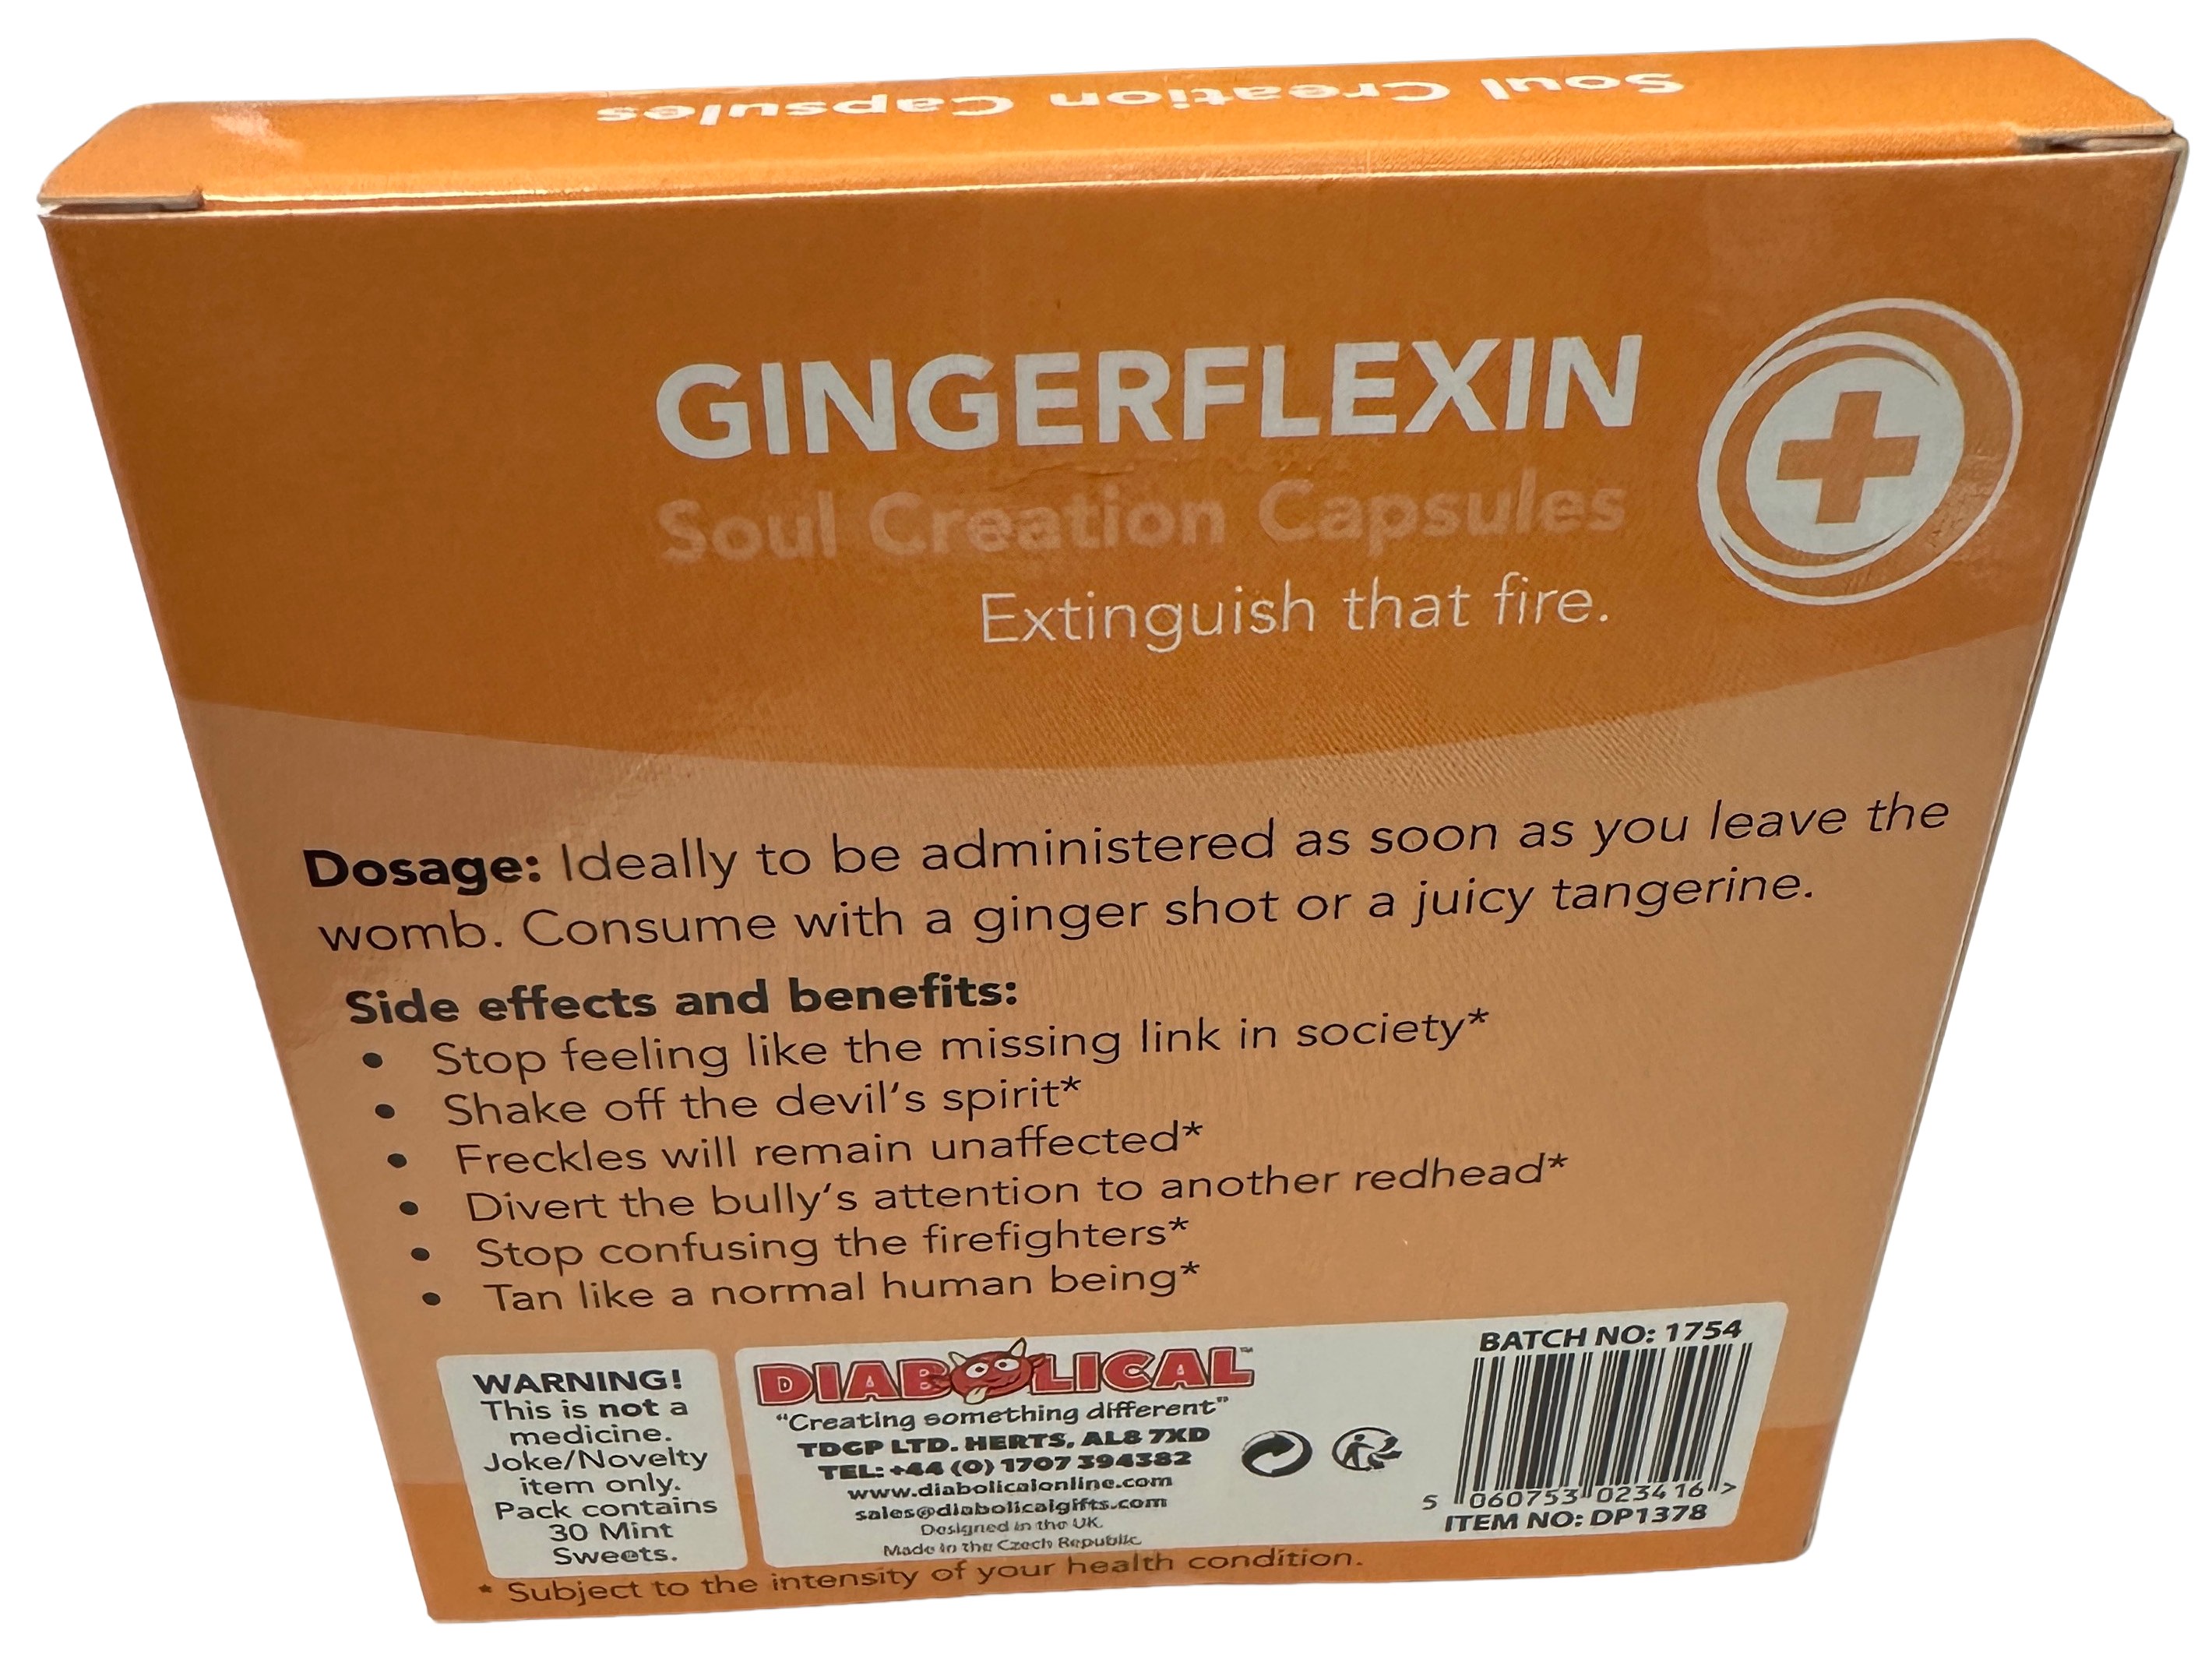 Soul Creation Capsules
GINGERFLEXIN
Soul Creation Capsules
Extinguish that fire.
Dosage: Ideally to be administered as soon as you leave the
womb. Consume with a ginger shot or a juicy tangerine.
Side effects and benefits:
• Stop feeling like the missing link in society*
• Shake off the devil's spirit*
• Freckles will remain unaffected*
• Divert the bully's attention to another redhead*
• Stop confusing the firefighters*
• Tan like a normal human being*
WARNING!
This is not a
medicine.
Joke/Novelty
item only.
Pack contains
30 Mint
Sweets.
DIABOLICAL™
"Creating something different"
TDGP LTD. HERTS, AL8 7XD
TEL: +44 (0) 1707 394382
www.diabolicalonline.com
sales@diabolicalgifts.com
Designed in the UK.
Made in the Czech Republic
BATCH NO: 1754
5 060753 023416 >
ITEM NO: DP1378
* Subject to the intensity of your health condition.